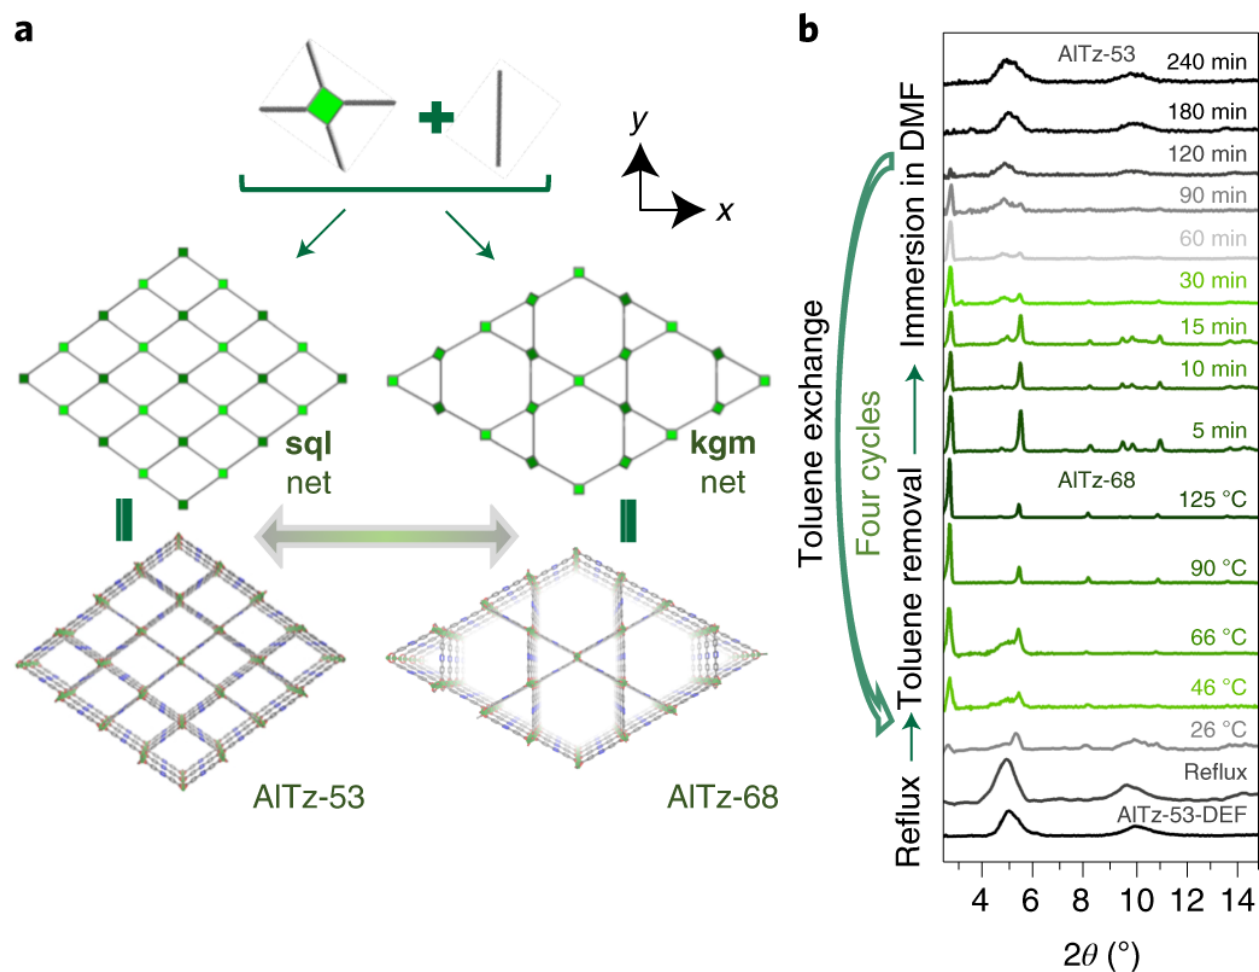 a
y
x
sql
net
kgm
net
AlTz-53
AlTz-68
b
Toluene exchange
Four cycles
Reflux
Toluene removal
Immersion in DMF
AlTz-53
240 min
180 min
120 min
90 min
60 min
30 min
15 min
10 min
5 min
AlTz-68
125 °C
90 °C
66 °C
46 °C
26 °C
Reflux
AlTz-53-DEF
4 6 8 10 12 14
2θ (°)